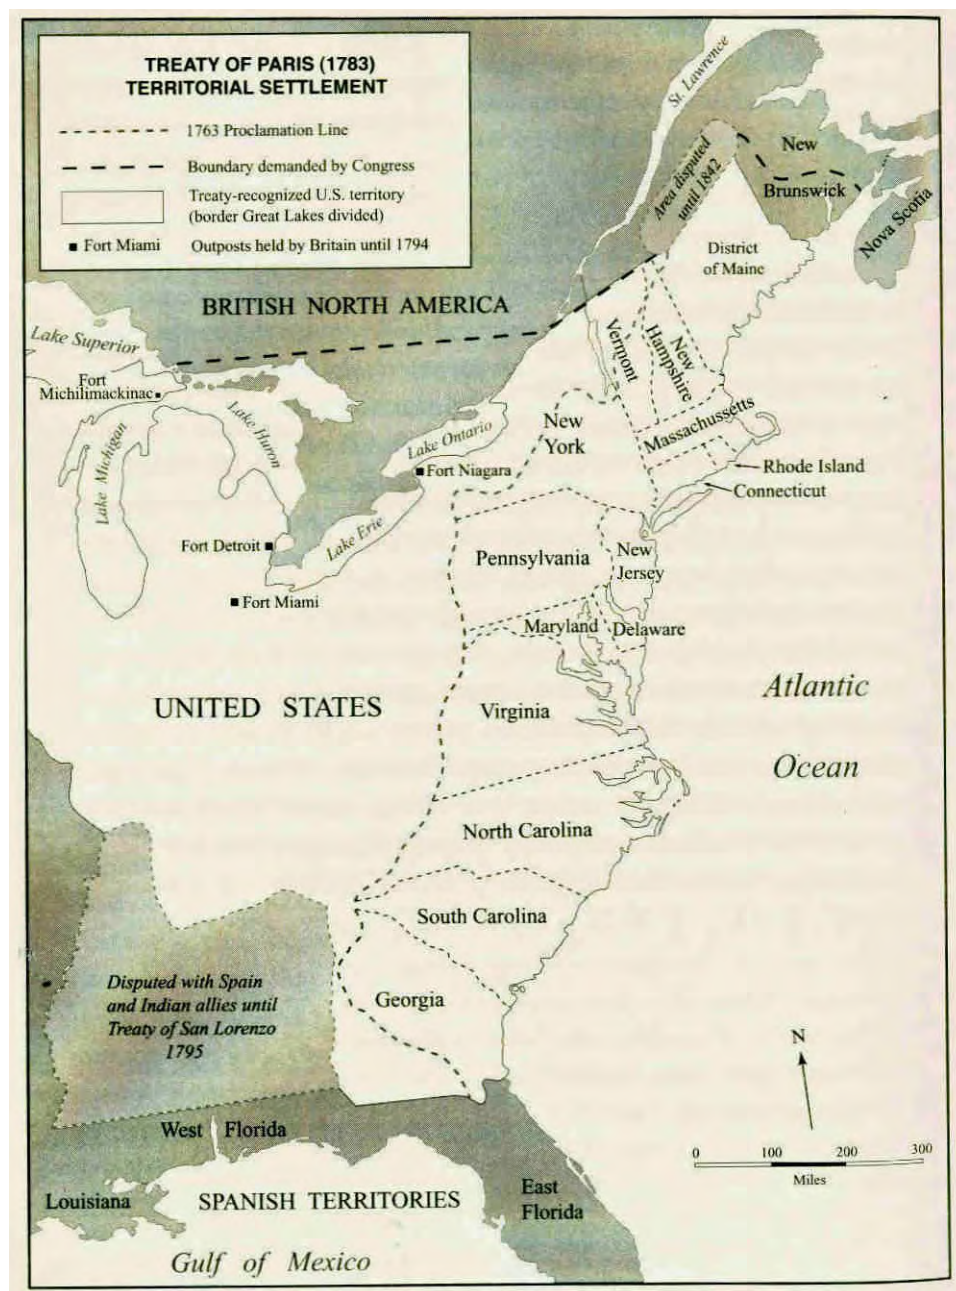 TREATY OF PARIS (1783)
TERRITORIAL SETTLEMENT
1763 Proclamation Line
Boundary demanded by Congress
Treaty-recognized U.S. territory
(border Great Lakes divided)
Fort Miami
Outposts held by Britain until 1794
St. Lawrence
Area disputed
until 1842
New
Brunswick
Nova Scotia
District
of Maine
BRITISH NORTH AMERICA
Lake Superior
Fort
Michilimackinac
Lake Michigan
Lake Huron
Lake Ontario
Fort Niagara
Vermont
New
Hampshire
New
York
Massachusetts
Rhode Island
Connecticut
Fort Detroit
Lake Erie
Fort Miami
Pennsylvania
New
Jersey
Maryland
Delaware
UNITED STATES
Virginia
Atlantic
Ocean
North Carolina
South Carolina
Georgia
Disputed with Spain
and Indian allies until
Treaty of San Lorenzo
1795
N
0 100 200 300
Miles
West Florida
Louisiana
SPANISH TERRITORIES
East
Florida
Gulf of Mexico